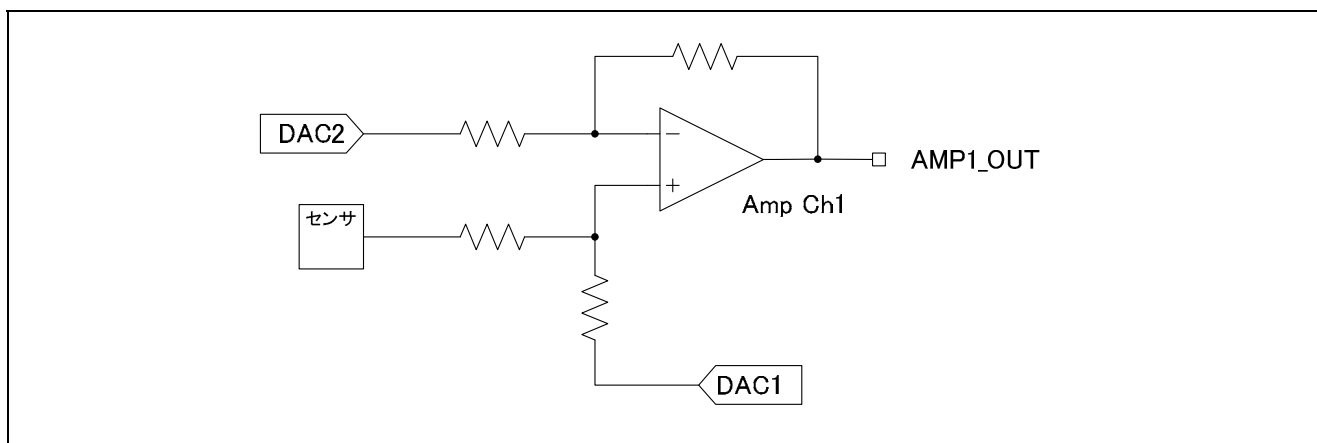 DAC2
−
+
AMP1_OUT
Amp Ch1
センサ
DAC1